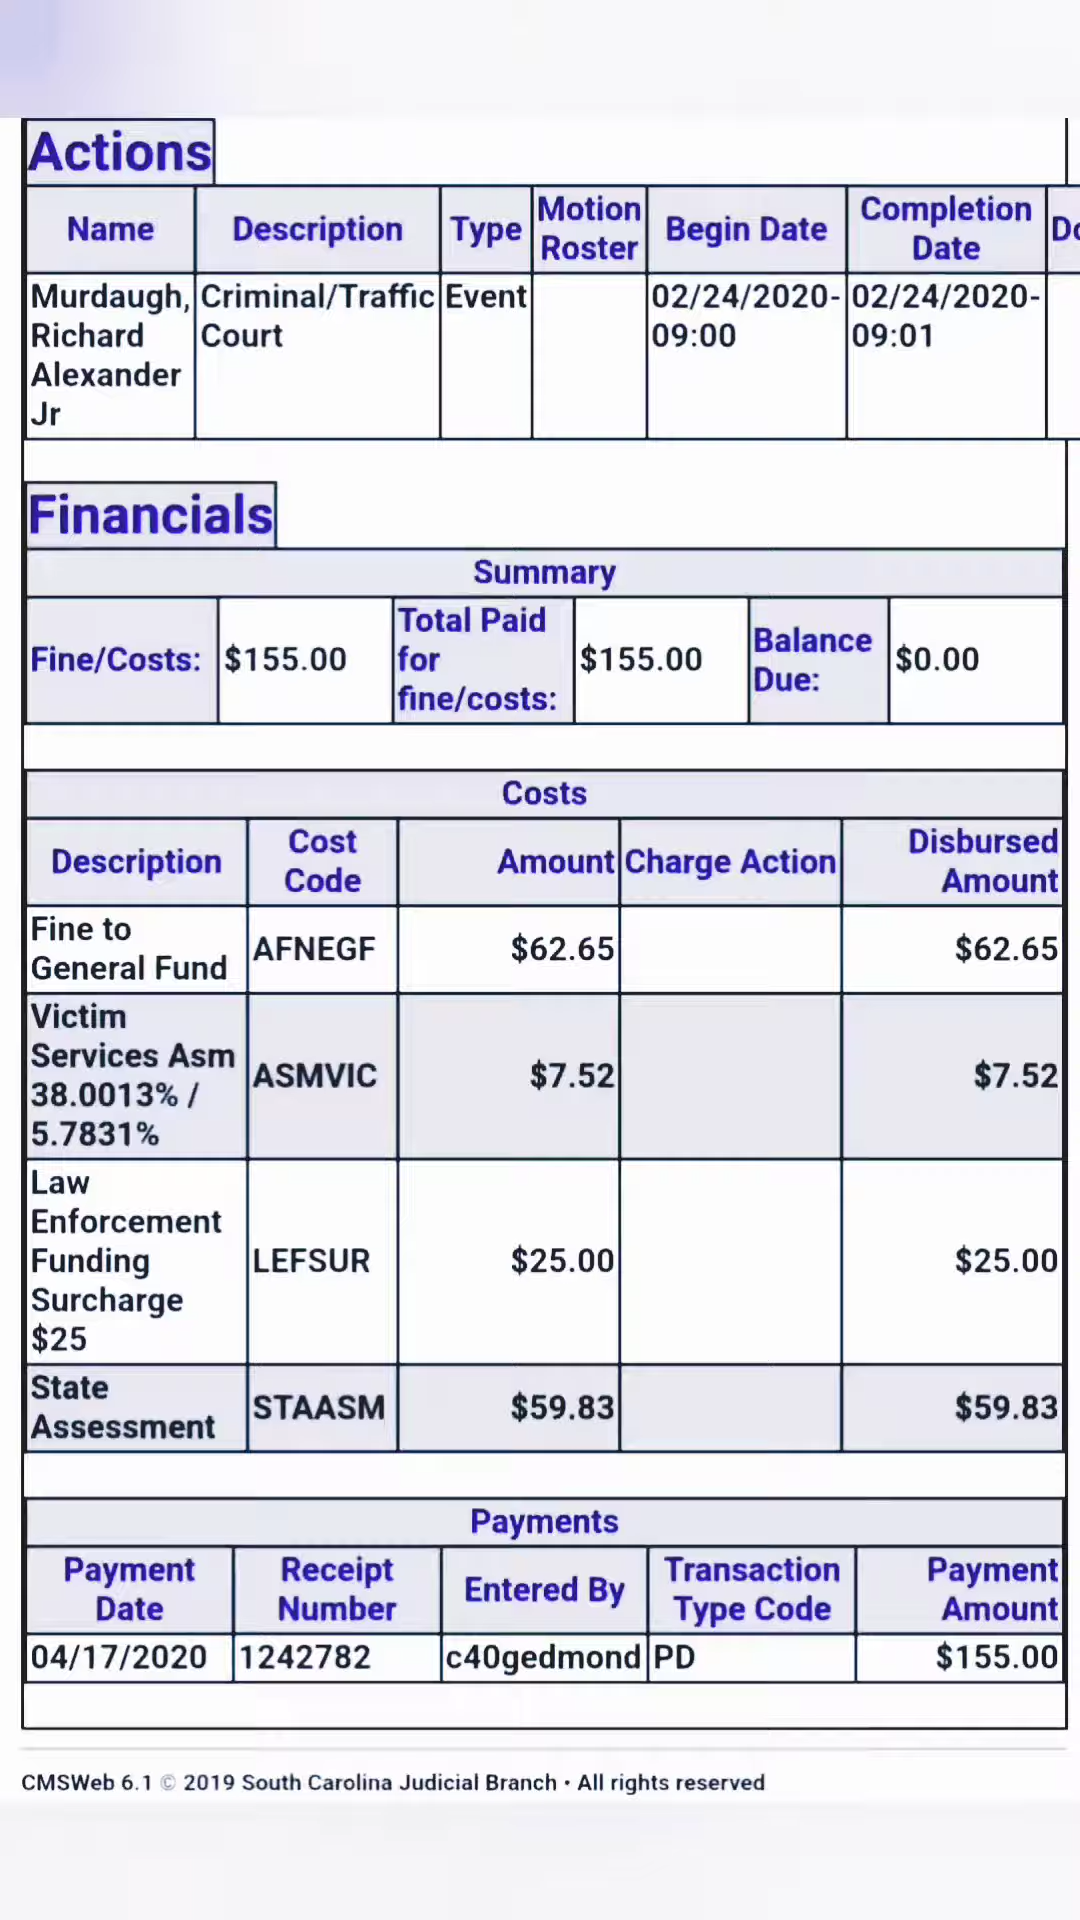 Actions
Name Description Type Motion Roster Begin Date Completion Date
Murdaugh, Richard Alexander Jr Criminal/Traffic Court Event 02/24/2020-09:00 02/24/2020-09:01
Financials
Summary
Fine/Costs: $155.00 Total Paid for fine/costs: $155.00 Balance Due: $0.00
Costs
Description Cost Code Amount Charge Action Disbursed Amount
Fine to General Fund AFNEGF $62.65 $62.65
Victim Services Asm 38.0013% / 5.7831% ASMVIC $7.52 $7.52
Law Enforcement Funding Surcharge $25 LEFSUR $25.00 $25.00
State Assessment STAASM $59.83 $59.83
Payments
Payment Date Receipt Number Entered By Transaction Type Code Payment Amount
04/17/2020 1242782 c40gedmond PD $155.00
CMSWeb 6.1 © 2019 South Carolina Judicial Branch • All rights reserved